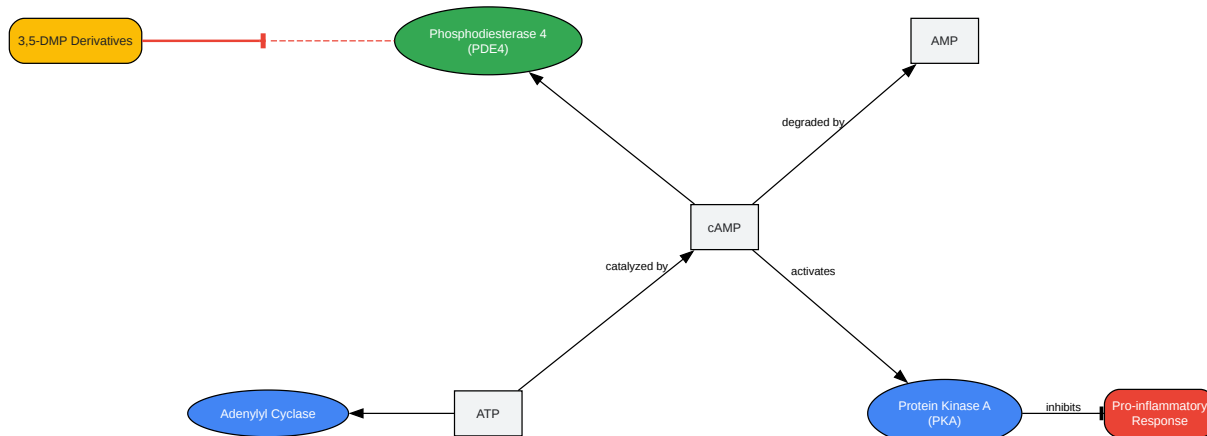 3,5-DMP Derivatives
Phosphodiesterase 4
(PDE4)
AMP
degraded by
cAMP
catalyzed by
activates
Adenylyl Cyclase
ATP
Protein Kinase A
(PKA)
inhibits
Pro-inflammatory
Response